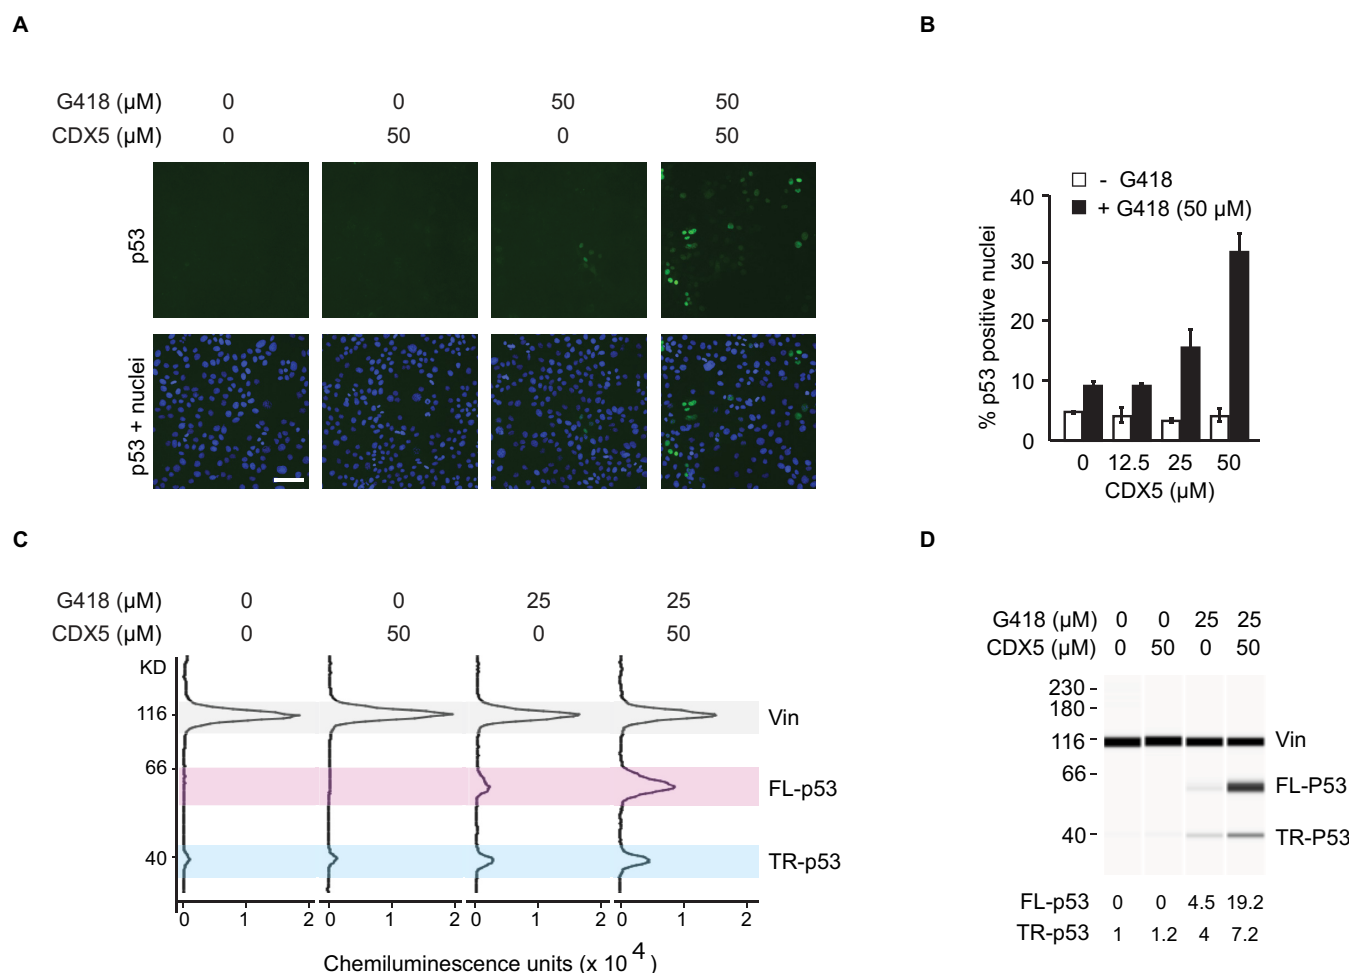 A
G418 (µM) 0 0 50 50
CDX5 (µM) 0 50 0 50
p53
p53 + nuclei
B
- G418
+ G418 (50 µM)
% p53 positive nuclei
40
30
20
10
0
0 12.5 25 50
CDX5 (µM)
C
G418 (µM) 0 0 25 25
CDX5 (µM) 0 50 0 50
KD
116
66
40
Vin
FL-p53
TR-p53
0 1 2 0 1 2 0 1 2 0 1 2
Chemiluminescence units (x 10 4)
D
G418 (µM) 0 0 25 25
CDX5 (µM) 0 50 0 50
230
180
116
66
40
Vin
FL-P53
TR-P53
FL-p53 0 0 4.5 19.2
TR-p53 1 1.2 4 7.2